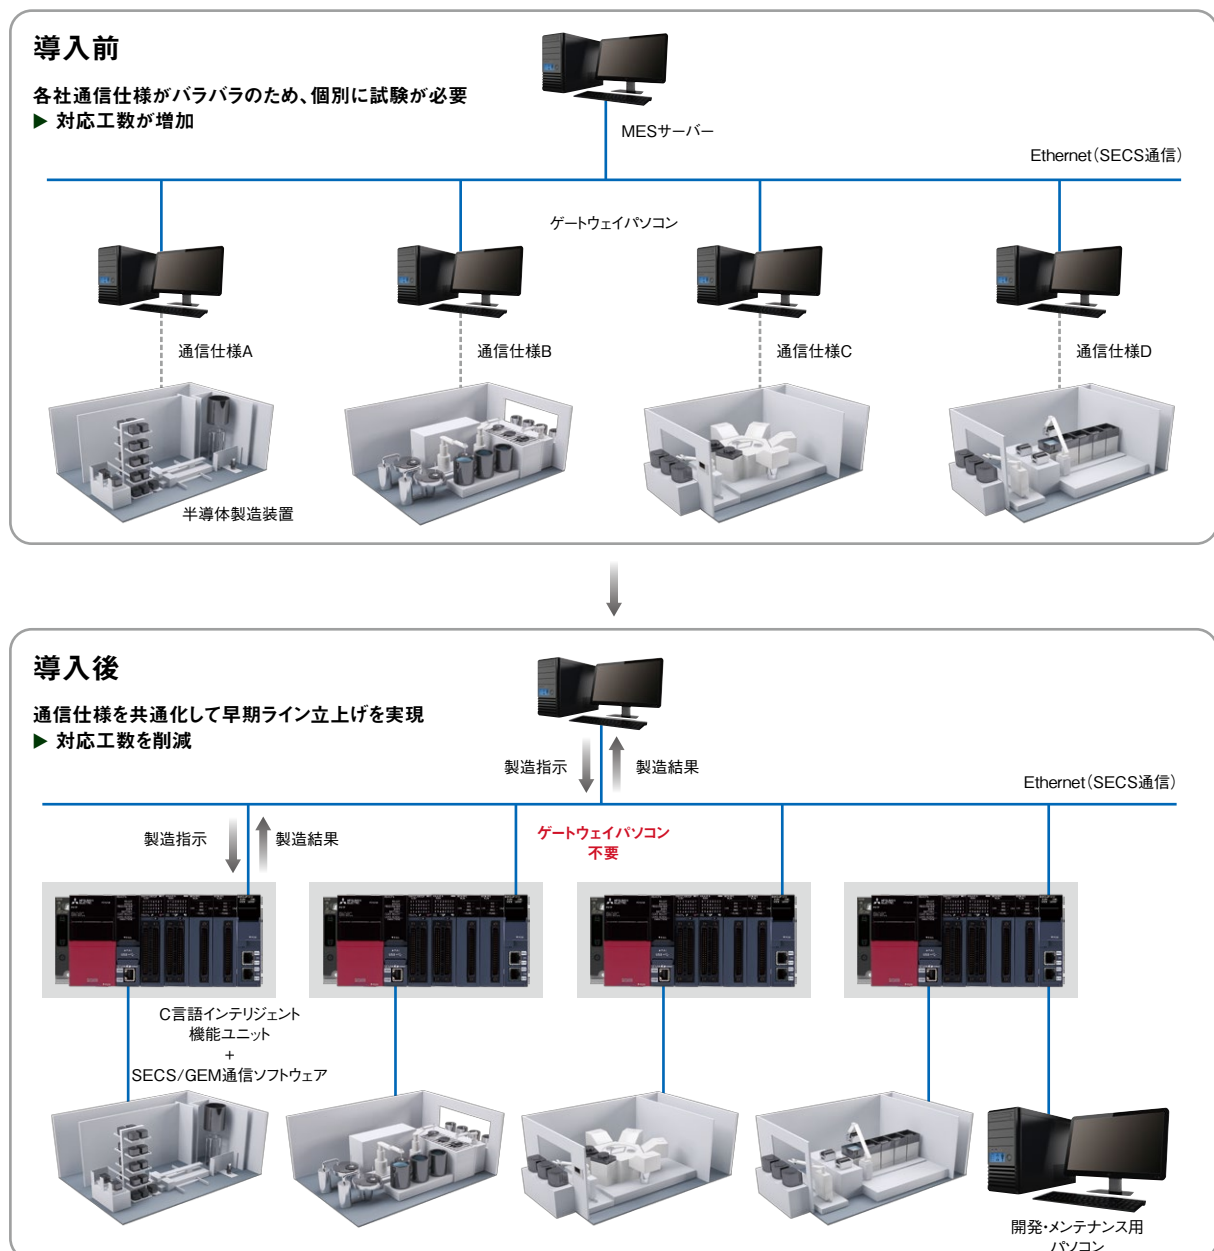 導入前
各社通信仕様がバラバラのため、個別に試験が必要
▶ 対応工数が増加
MESサーバー
Ethernet（SECS通信）
ゲートウェイパソコン
通信仕様A
通信仕様B
通信仕様C
通信仕様D
半導体製造装置
導入後
通信仕様を共通化して早期ライン立上げを実現
▶ 対応工数を削減
製造指示
製造結果
Ethernet（SECS通信）
製造指示
製造結果
ゲートウェイパソコン
不要
C言語インテリジェント
機能ユニット
+
SECS/GEM通信ソフトウェア
開発・メンテナンス用
パソコン